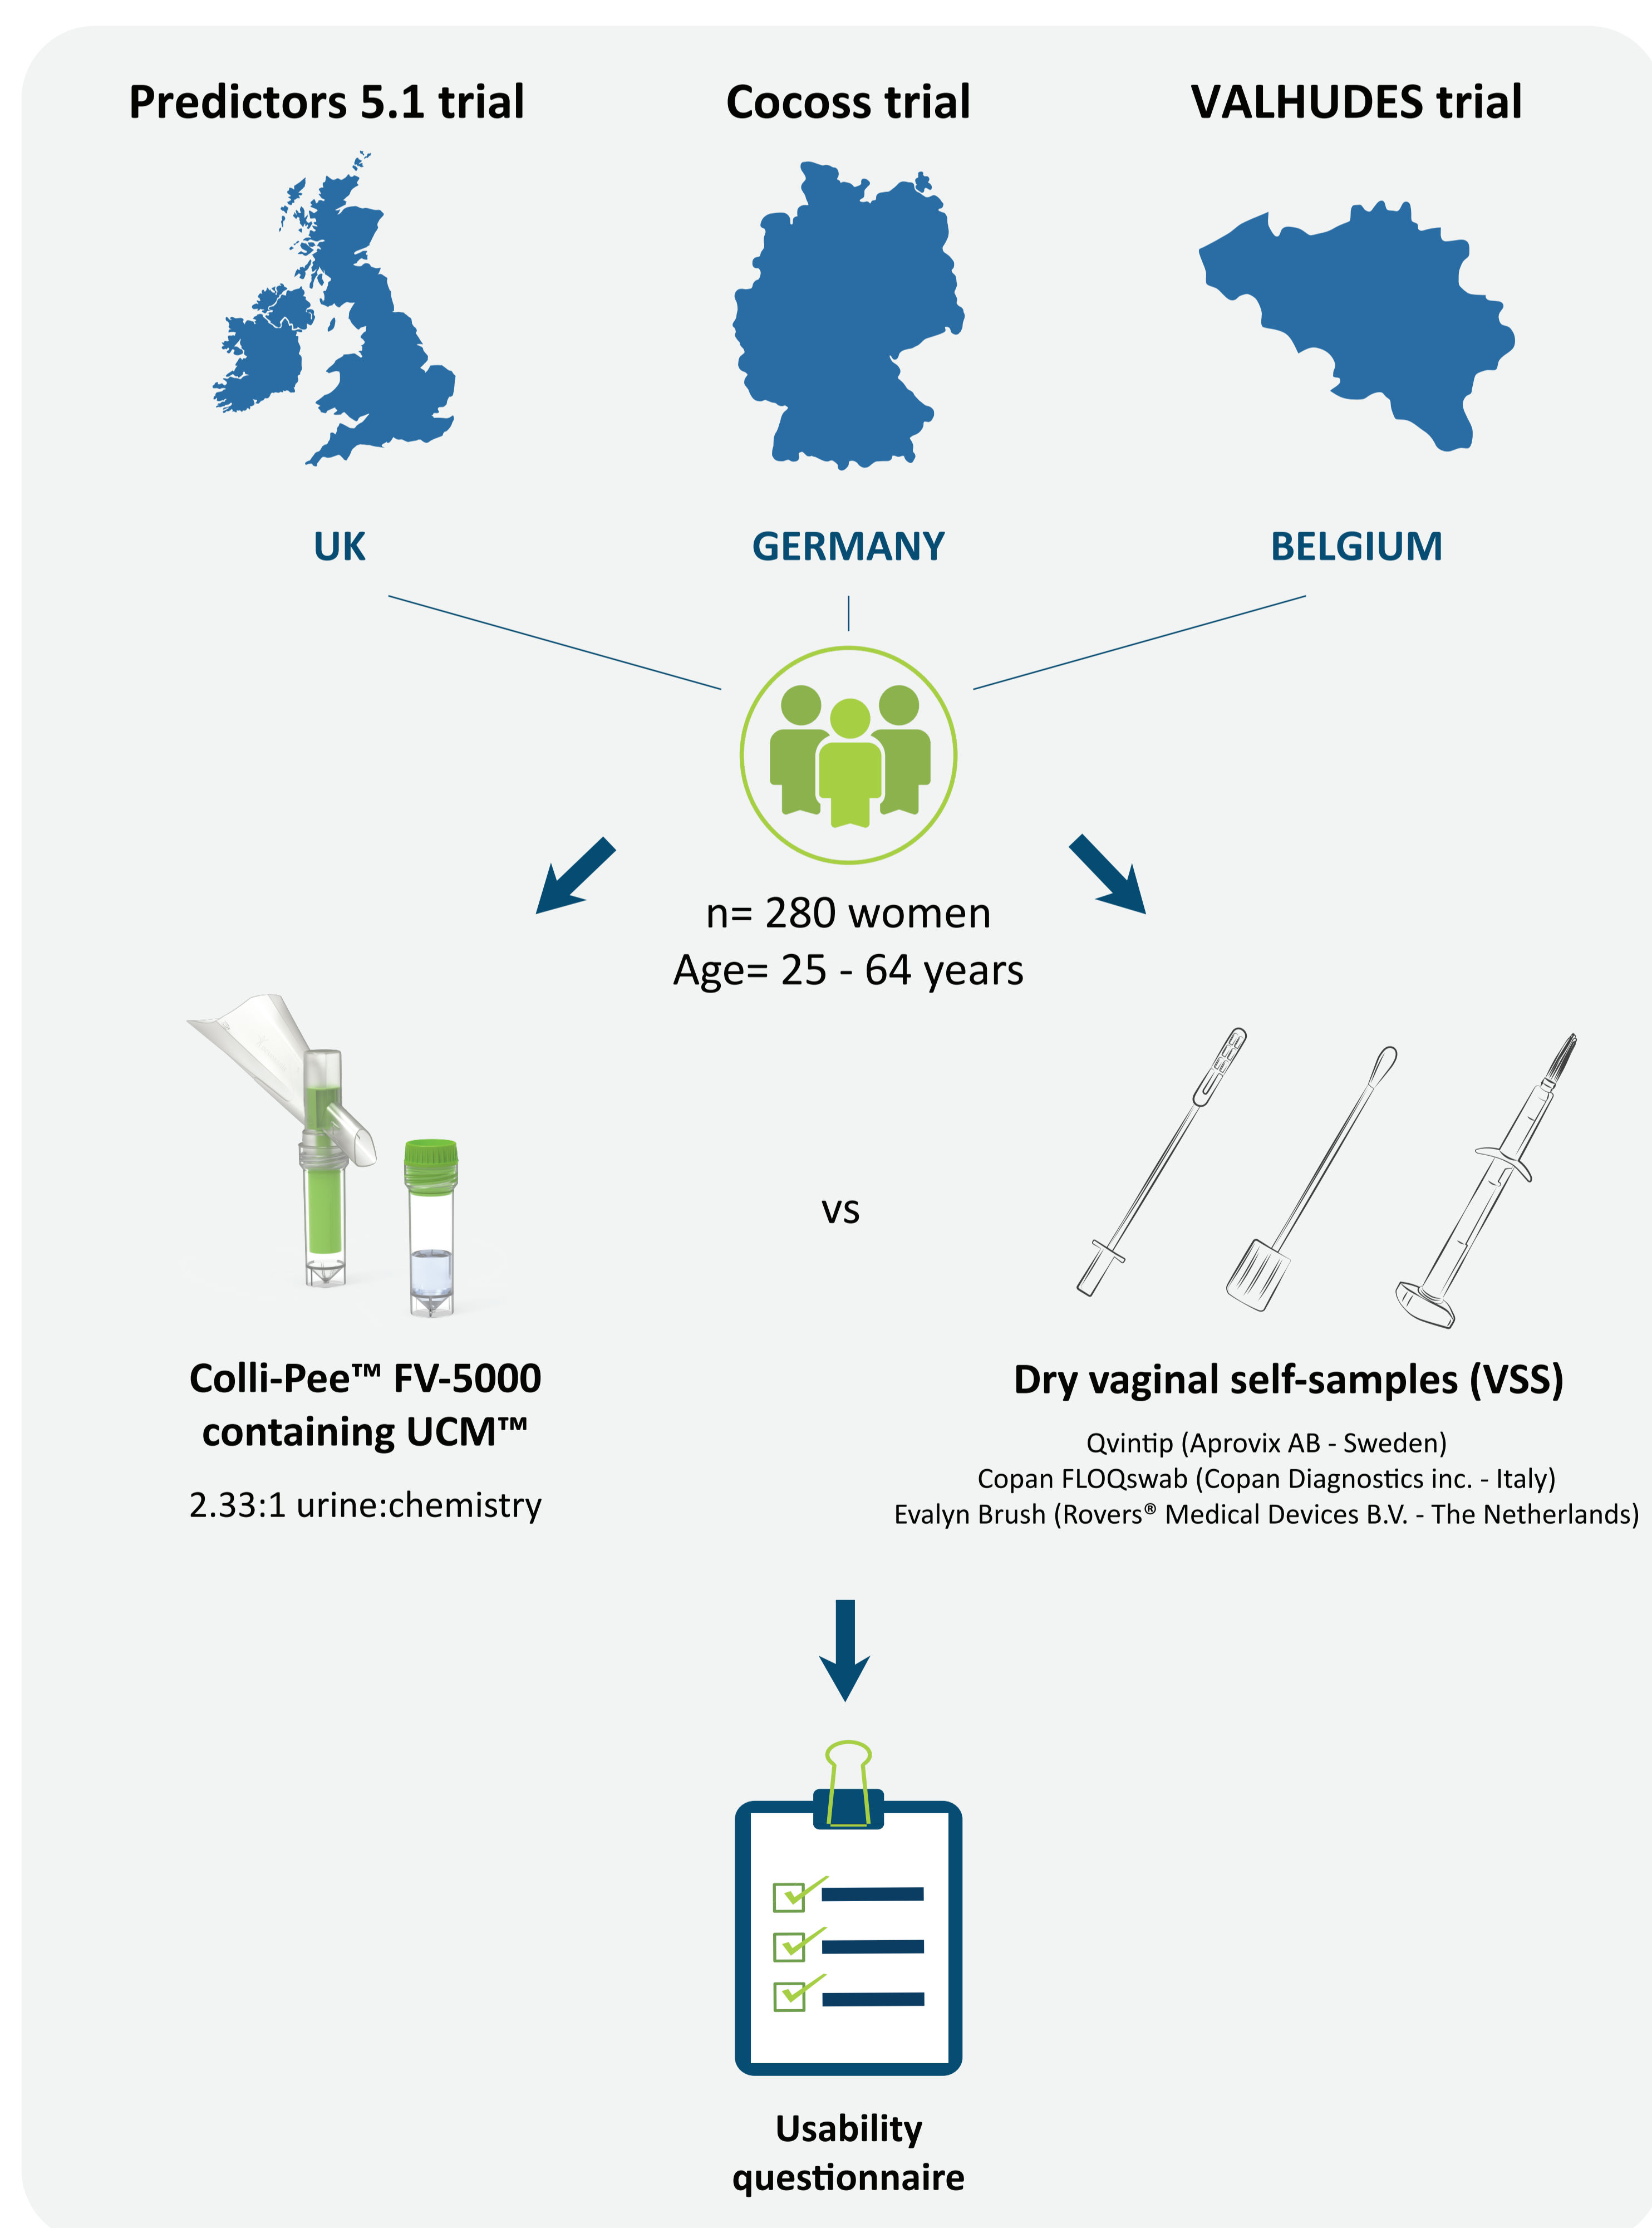 Predictors 5.1 trial
Cocoss trial
VALHUDES trial
UK
GERMANY
BELGIUM
n= 280 women
Age= 25 - 64 years
vs
Colli-Pee™ FV-5000
containing UCM™
2.33:1 urine:chemistry
Dry vaginal self-samples (VSS)
Qvintip (Aprovix AB - Sweden)
Copan FLOQswab (Copan Diagnostics inc. - Italy)
Evalyn Brush (Rovers® Medical Devices B.V. - The Netherlands)
Usability
questionnaire